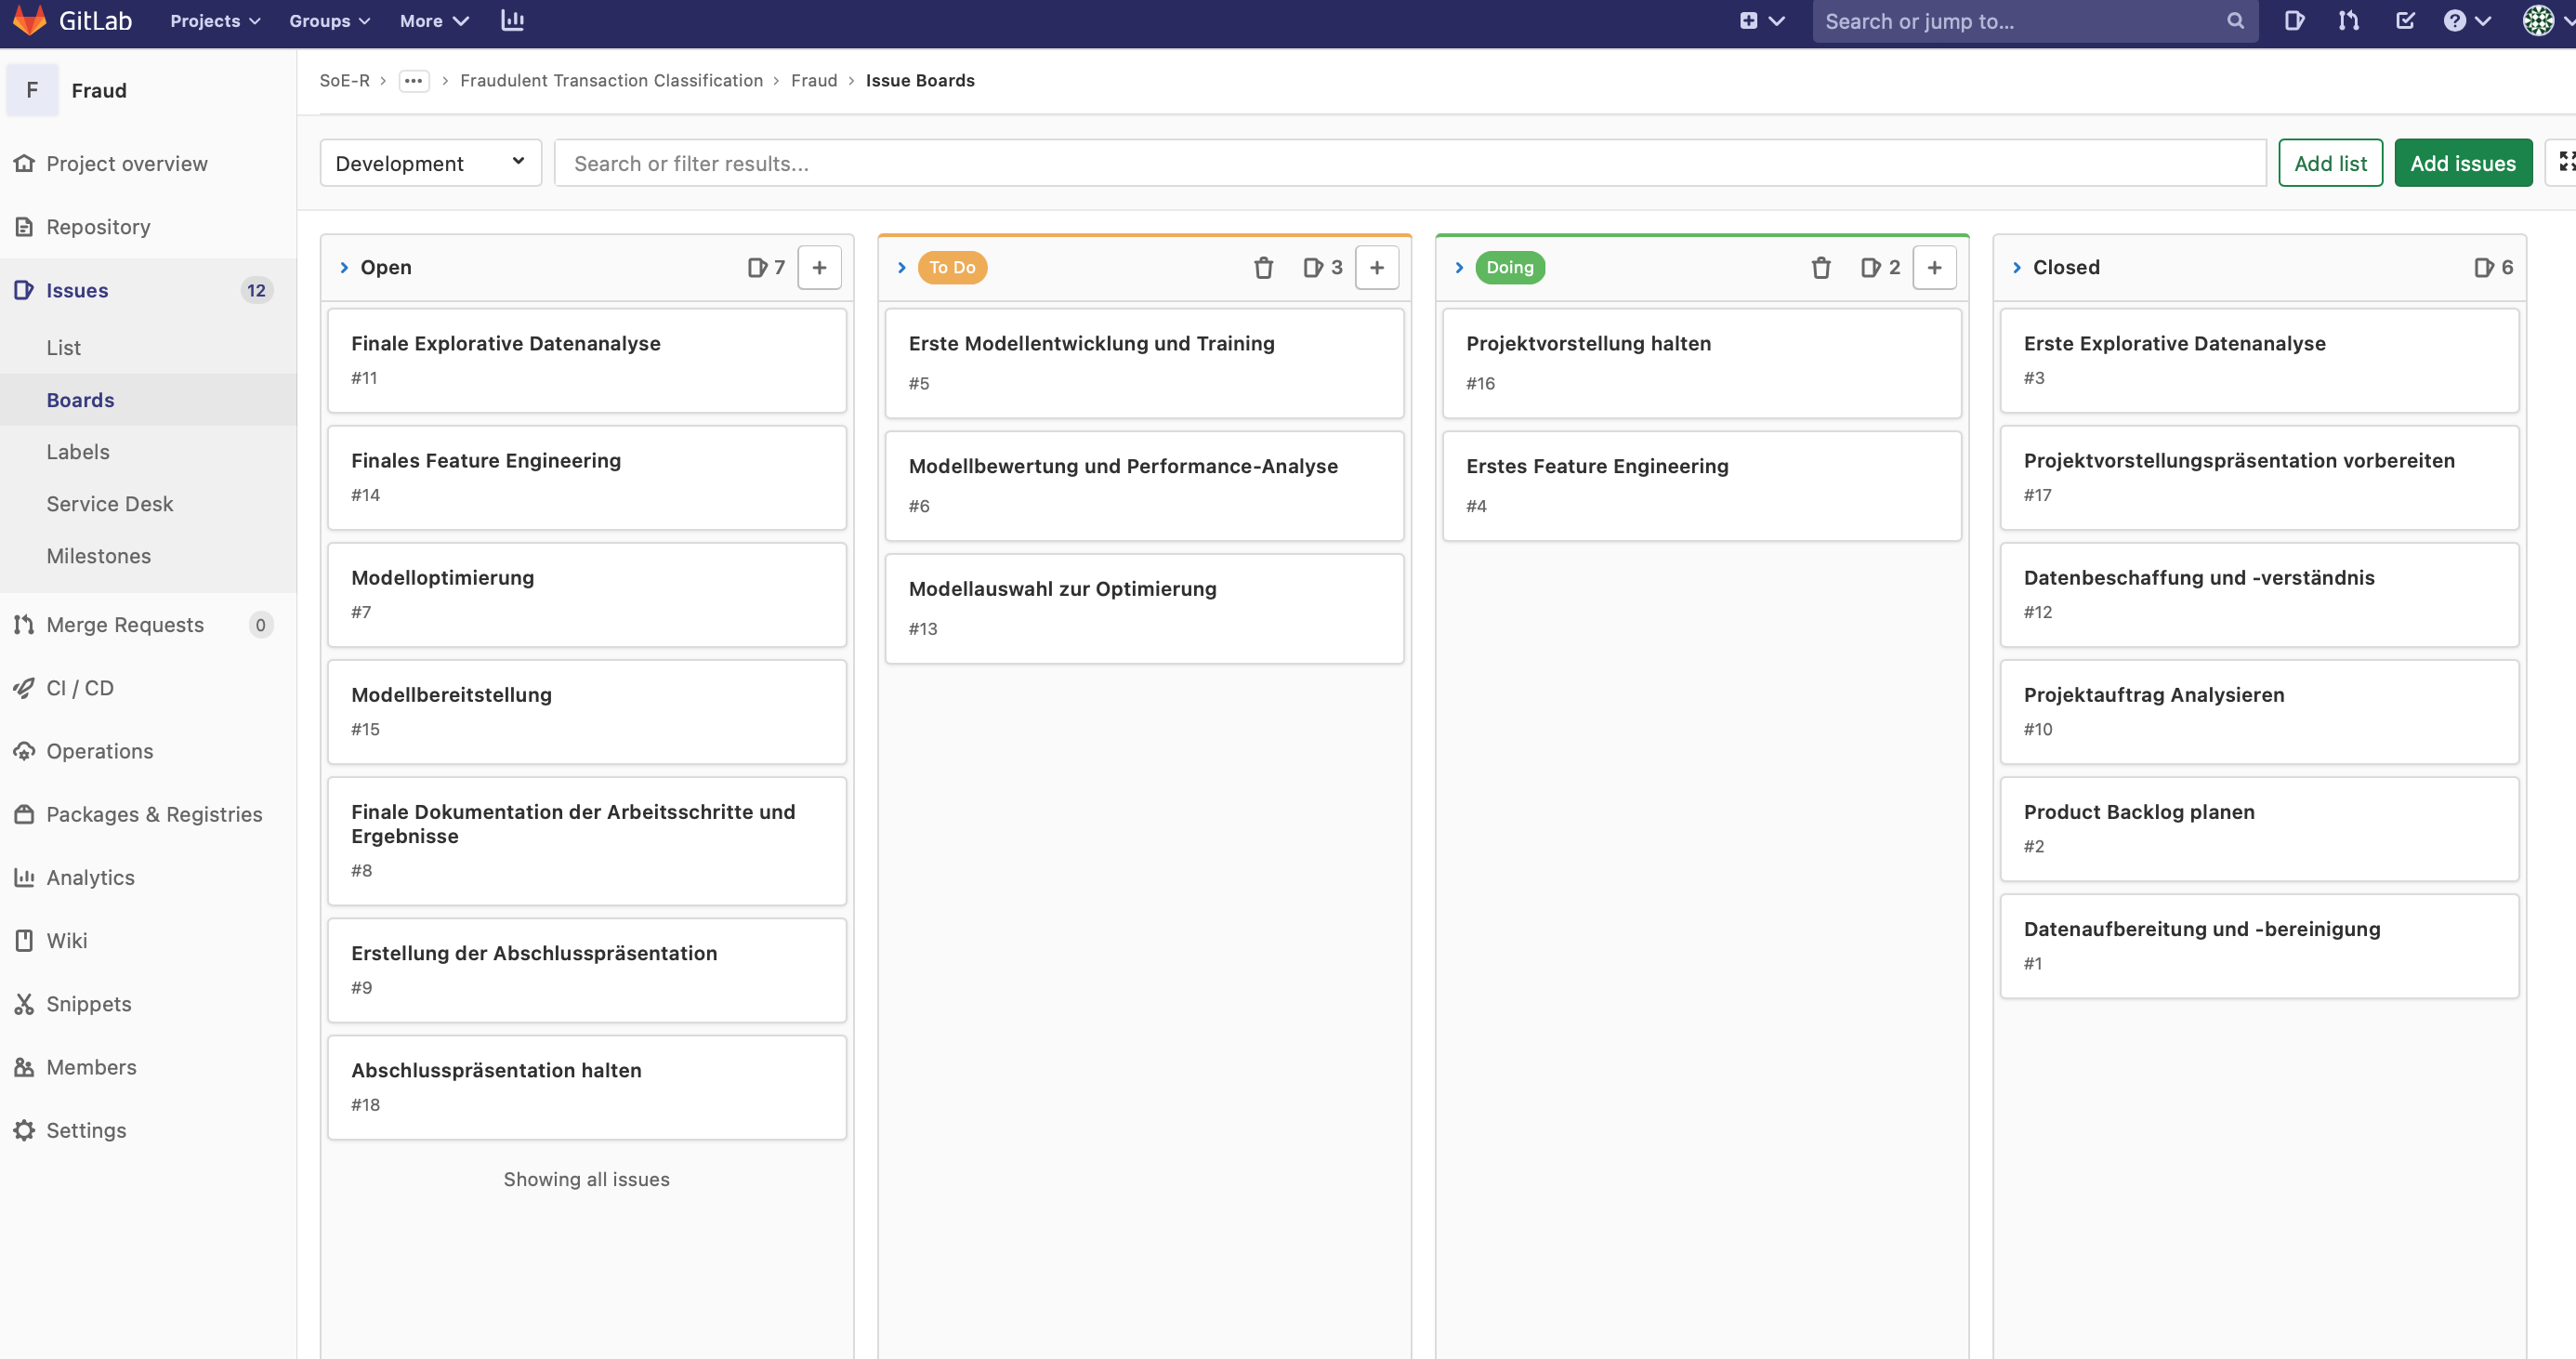 GitLab Projects Groups More Search or jump to...
F Fraud
Project overview
Repository
Issues 12
List
Boards
Labels
Service Desk
Milestones
Merge Requests 0
CI / CD
Operations
Packages & Registries
Analytics
Wiki
Snippets
Members
Settings
SoE-R > ... > Fraudulent Transaction Classification > Fraud > Issue Boards
Development Search or filter results... Add list Add issues
Open 7 +
Finale Explorative Datenanalyse
#11
Finales Feature Engineering
#14
Modelloptimierung
#7
Modellbereitstellung
#15
Finale Dokumentation der Arbeitsschritte und
Ergebnisse
#8
Erstellung der Abschlusspräsentation
#9
Abschlusspräsentation halten
#18
Showing all issues
To Do 3 +
Erste Modellentwicklung und Training
#5
Modellbewertung und Performance-Analyse
#6
Modellauswahl zur Optimierung
#13
Doing 2 +
Projektvorstellung halten
#16
Erstes Feature Engineering
#4
Closed 6
Erste Explorative Datenanalyse
#3
Projektvorstellungspräsentation vorbereiten
#17
Datenbeschaffung und -verständnis
#12
Projektauftrag Analysieren
#10
Product Backlog planen
#2
Datenaufbereitung und -bereinigung
#1